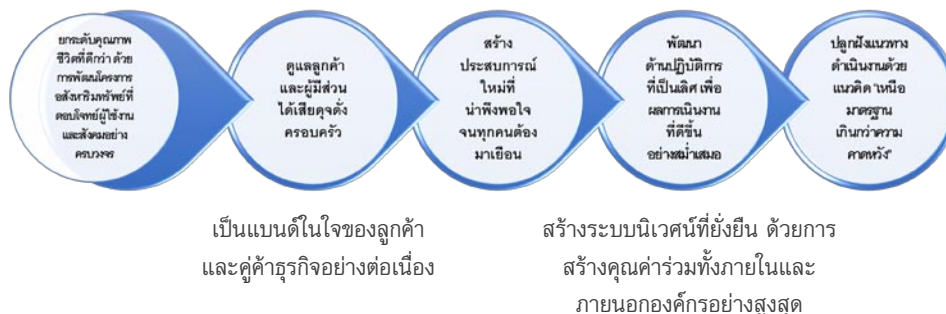 ยกระดับคุณภาพ
ชีวิตที่ดีกว่า ด้วย
การพัฒนโครงการ
อสังหาริมทรัพย์ที่
ตอบโจทย์ผู้ใช้งาน
และสังคมอย่าง
ครบวงจร
ดูแลลูกค้า
และผู้มีส่วน
ได้เสียดุจดั่ง
ครอบครัว
สร้าง
ประสบการณ์
ใหม่ที่
น่าพึงพอใจ
จนทุกคนต้อง
มาเยือน
พัฒนา
ด้านปฏิบัติการ
ที่เป็นเลิศ เพื่อ
ผลการเนินงาน
ที่ดีขึ้น
อย่างสม่ำเสมอ
ปลูกฝังแนวทาง
ดำเนินงานด้วย
แนวคิด "เหนือ
มาตรฐาน
เกินกว่าความ
คาดหวัง"
เป็นแบนด์ในใจของลูกค้า
และคู่ค้าธุรกิจอย่างต่อเนื่อง
สร้างระบบนิเวศน์ที่ยั่งยืน ด้วยการ
สร้างคุณค่าร่วมทั้งภายในและ
ภายนอกองค์กรอย่างสูงสุด